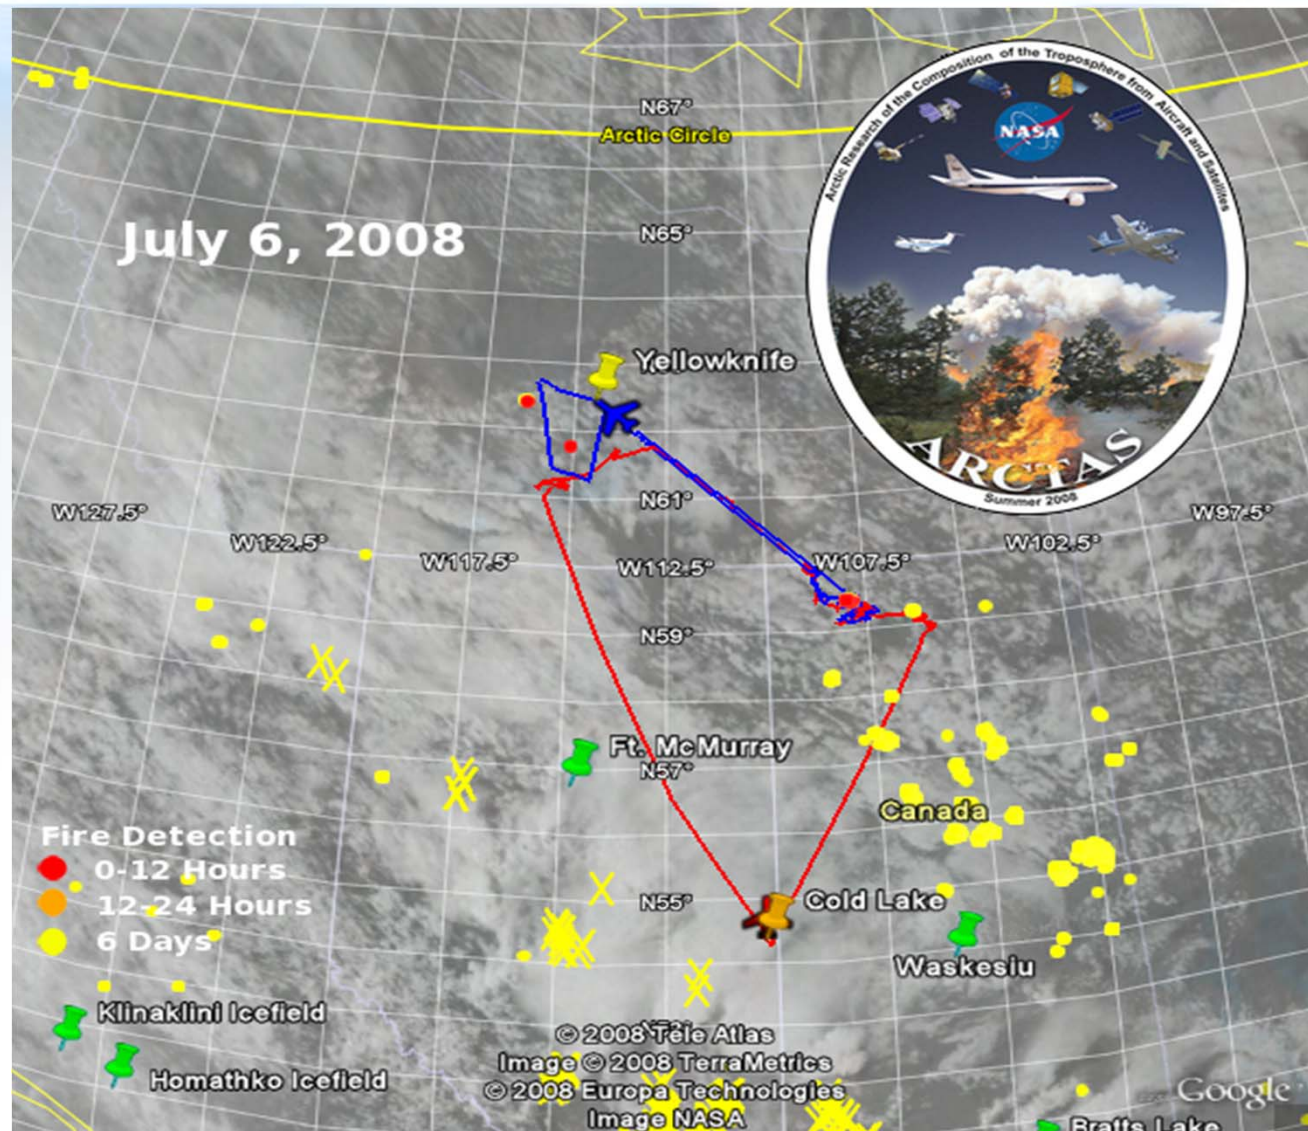 N67°
Arctic Circle
Arctic Research of the Composition of the Troposphere from Aircraft and Satellites
NASA
July 6, 2008
N65°
Yellowknife
ARCTAS
Summer 2008
N61°
W127.5°
W122.5°
W117.5°
W112.5°
W107.5°
W102.5°
W97.5°
N59°
Ft. McMurray
N57°
Canada
Fire Detection
0-12 Hours
12-24 Hours
6 Days
N55°
Cold Lake
Waskesiu
Klinaklini Icefield
Homathko Icefield
© 2008 Tele Atlas
Image © 2008 TerraMetrics
© 2008 Europa Technologies
Image NASA
Google
Bratts Lake